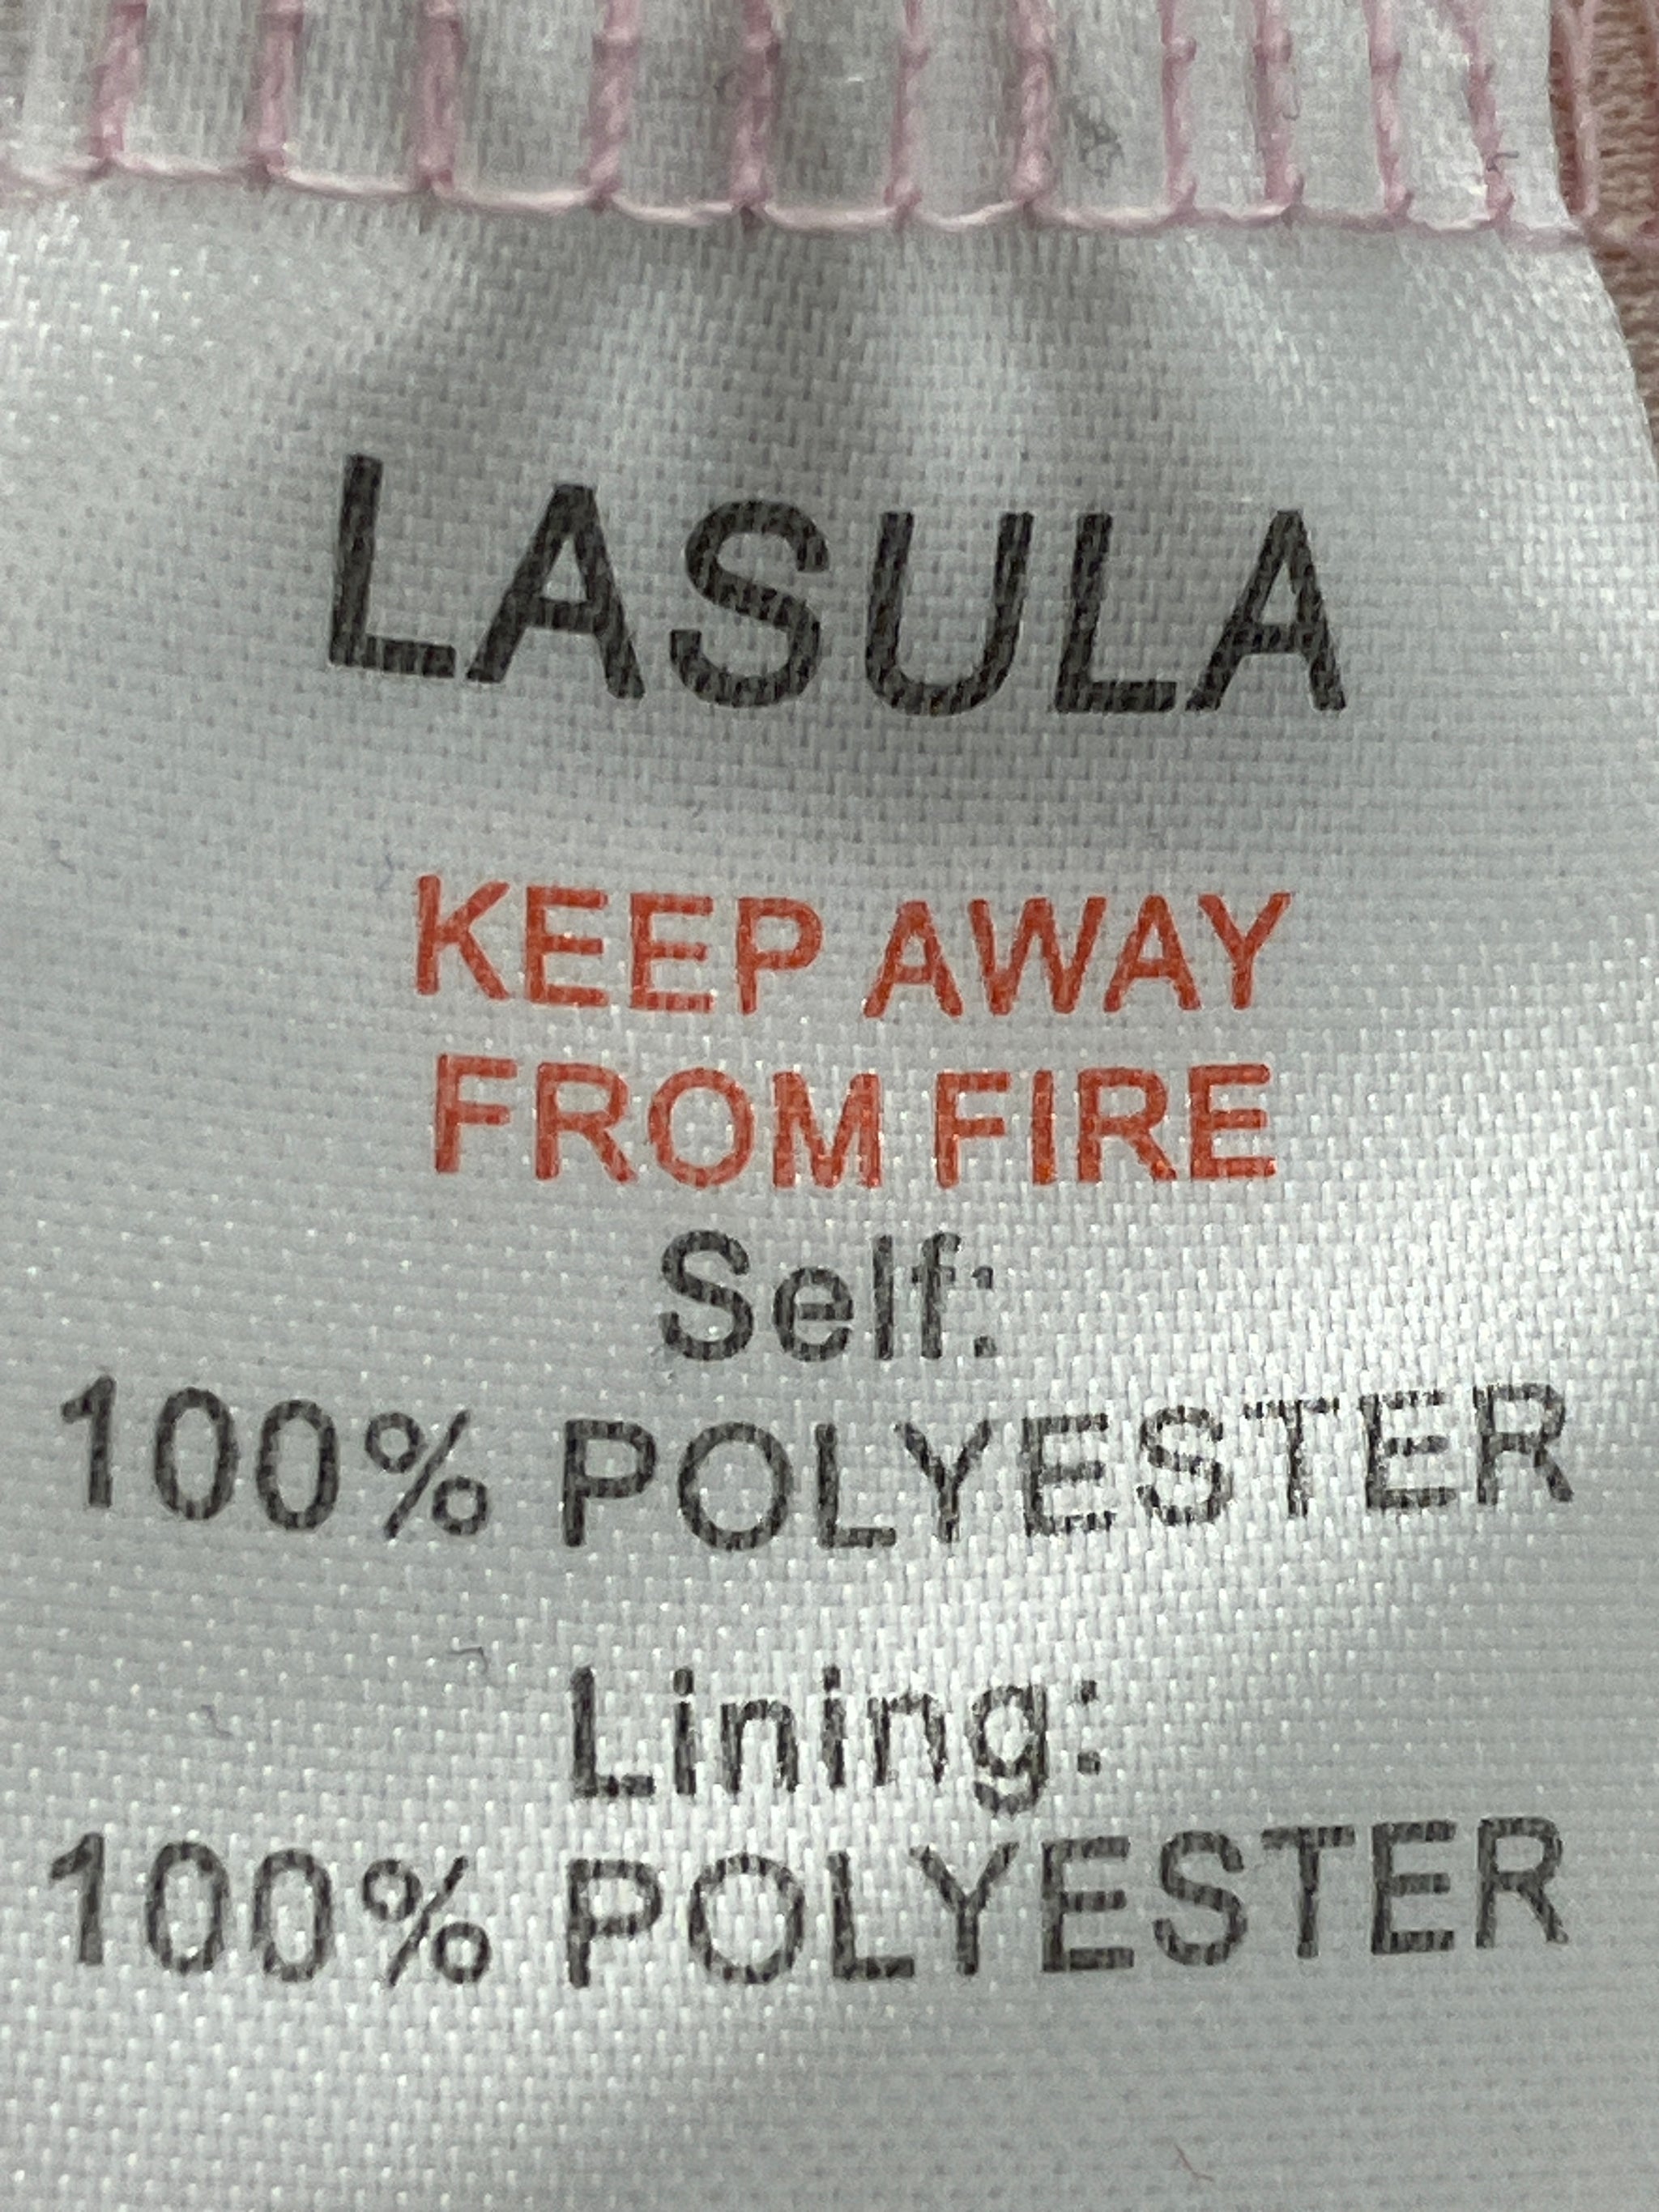 LASULA
KEEP AWAY
FROM FIRE
Self:
100% POLYESTER
Lining:
100% POLYESTER